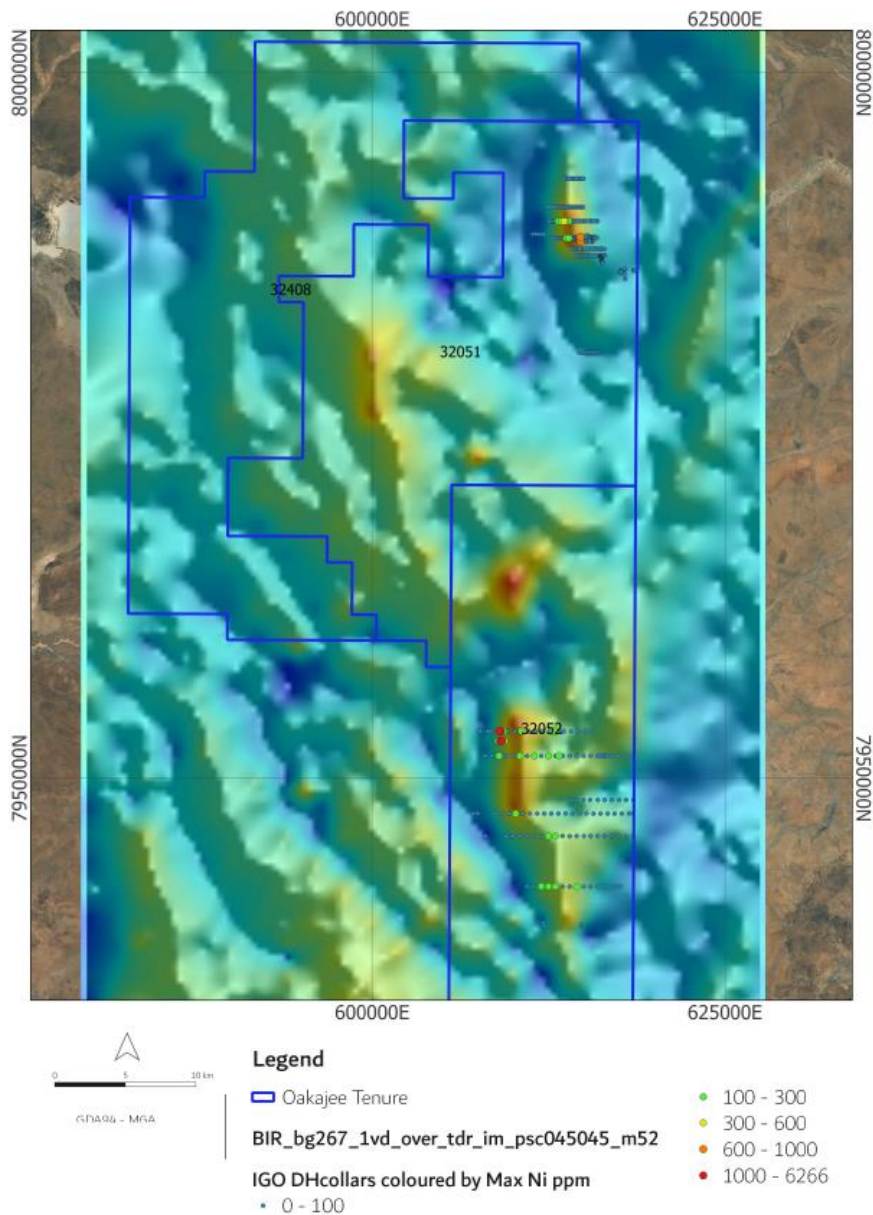 600000E 625000E
8000000N 8000000N
32408
32051
32052
7950000N 7950000N
600000E 625000E
0 5 10 km
GDA94 - MGA
Legend
Oakajee Tenure
BIR_bg267_1vd_over_tdr_im_psc045045_m52
IGO DHcollars coloured by Max Ni ppm
0 - 100
100 - 300
300 - 600
600 - 1000
1000 - 6266